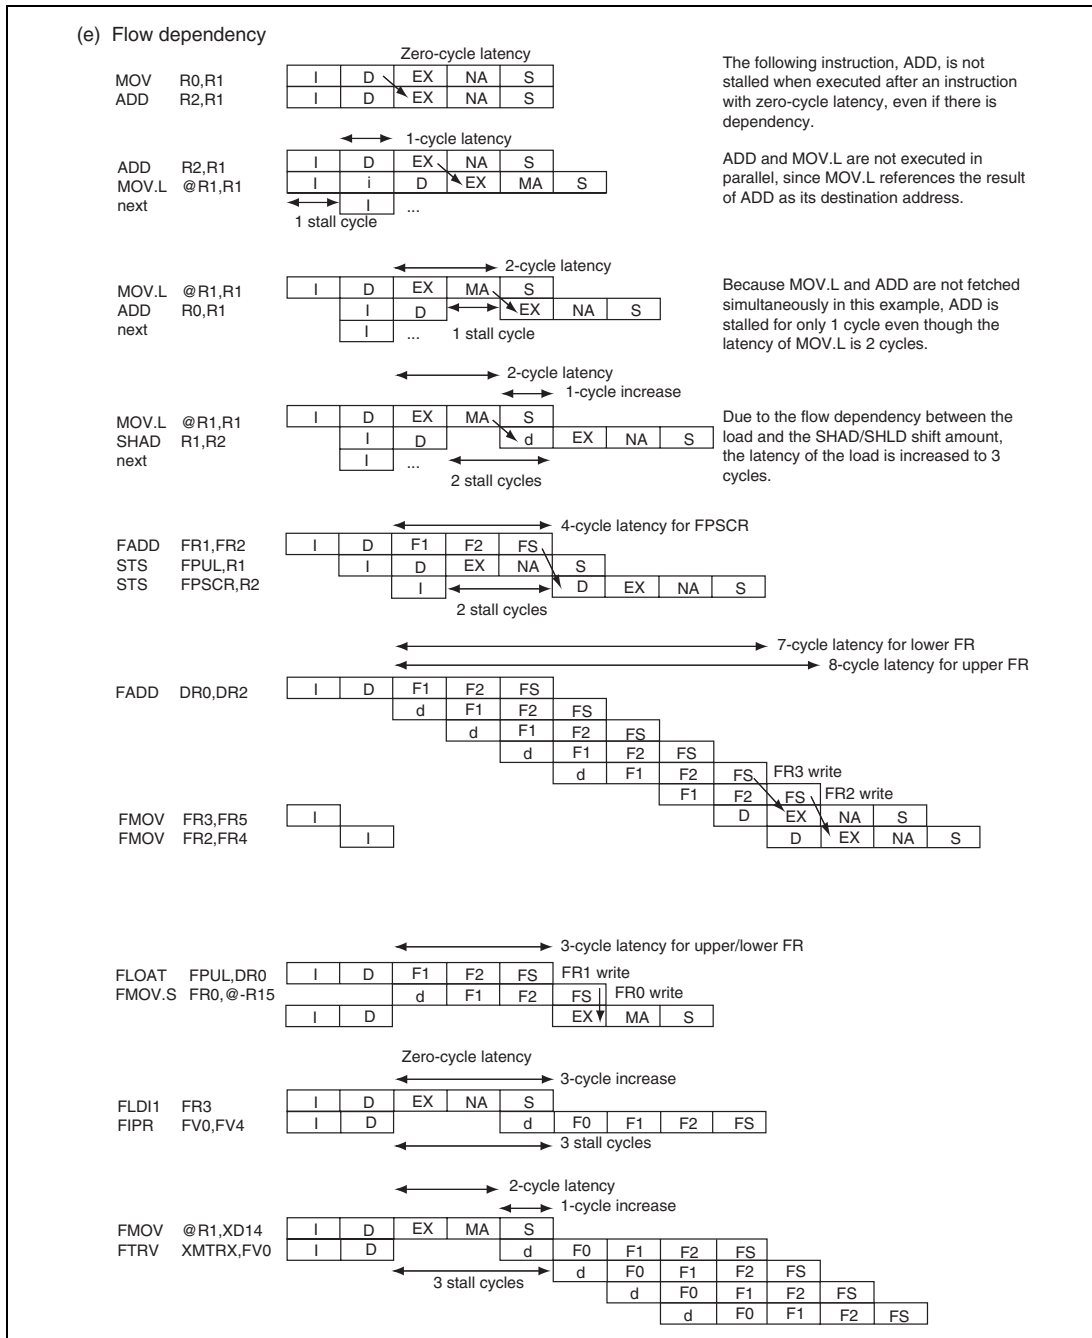 (e) Flow dependency
Zero-cycle latency
MOV R0,R1 I D EX NA S
ADD R2,R1 I D EX NA S
The following instruction, ADD, is not
stalled when executed after an instruction
with zero-cycle latency, even if there is
dependency.
1-cycle latency
ADD R2,R1 I D EX NA S
MOV.L @R1,R1 I i D EX MA S
next I ...
1 stall cycle
ADD and MOV.L are not executed in
parallel, since MOV.L references the result
of ADD as its destination address.
2-cycle latency
MOV.L @R1,R1 I D EX MA S
ADD R0,R1 I D EX NA S
next I ... 1 stall cycle
Because MOV.L and ADD are not fetched
simultaneously in this example, ADD is
stalled for only 1 cycle even though the
latency of MOV.L is 2 cycles.
2-cycle latency
1-cycle increase
MOV.L @R1,R1 I D EX MA S
SHAD R1,R2 I D d EX NA S
next I ...
2 stall cycles
Due to the flow dependency between the
load and the SHAD/SHLD shift amount,
the latency of the load is increased to 3
cycles.
4-cycle latency for FPSCR
FADD FR1,FR2 I D F1 F2 FS
STS FPUL,R1 I D EX NA S
STS FPSCR,R2 I D EX NA S
2 stall cycles
7-cycle latency for lower FR
8-cycle latency for upper FR
FADD DR0,DR2 I D F1 F2 FS
d F1 F2 FS
d F1 F2 FS
d F1 F2 FS
d F1 F2 FS FR3 write
F1 F2 FS FR2 write
FMOV FR3,FR5 I D EX NA S
FMOV FR2,FR4 I D EX NA S
3-cycle latency for upper/lower FR
FLOAT FPUL,DR0 I D F1 F2 FS FR1 write
FMOV.S FR0,@-R15 d F1 F2 FS FR0 write
I D EX MA S
Zero-cycle latency
3-cycle increase
FLDI1 FR3 I D EX NA S
FIPR FV0,FV4 I D d F0 F1 F2 FS
3 stall cycles
2-cycle latency
1-cycle increase
FMOV @R1,XD14 I D EX MA S
FTRV XMTRX,FV0 I D d F0 F1 F2 FS
3 stall cycles d F0 F1 F2 FS
d F0 F1 F2 FS
d F0 F1 F2 FS